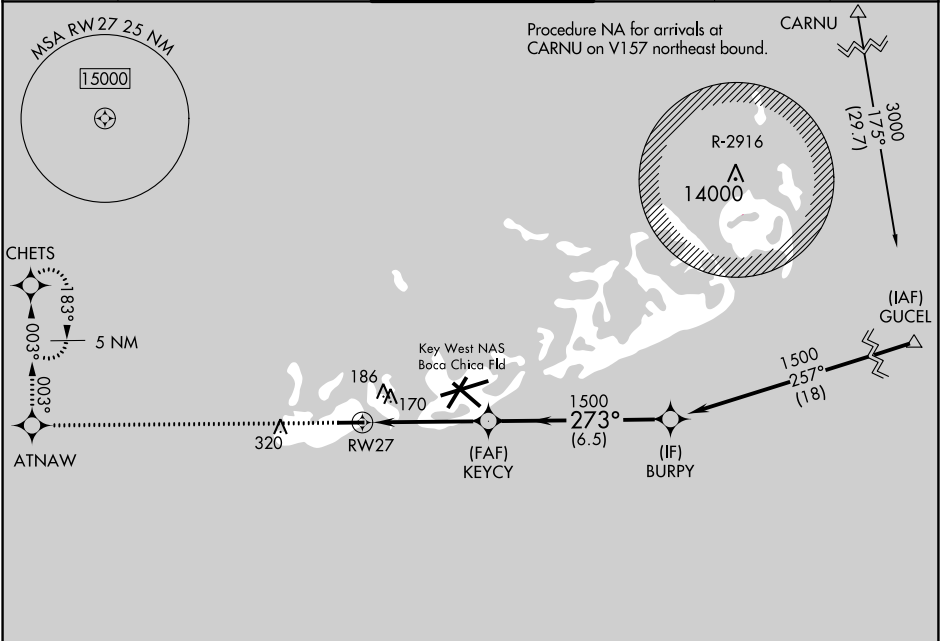 MSA RW27 25 NM
15000
Procedure NA for arrivals at
CARNU on V157 northeast bound.
CARNU
3000
175°
(29.7)
R-2916
14000
CHETS
183°
003°
5 NM
003°
ATNAW
(IAF)
GUCEL
1500
257°
(18)
Key West NAS
Boca Chica Fld
186
170
320
RW27
(FAF)
KEYCY
1500
273°
(6.5)
(IF)
BURPY